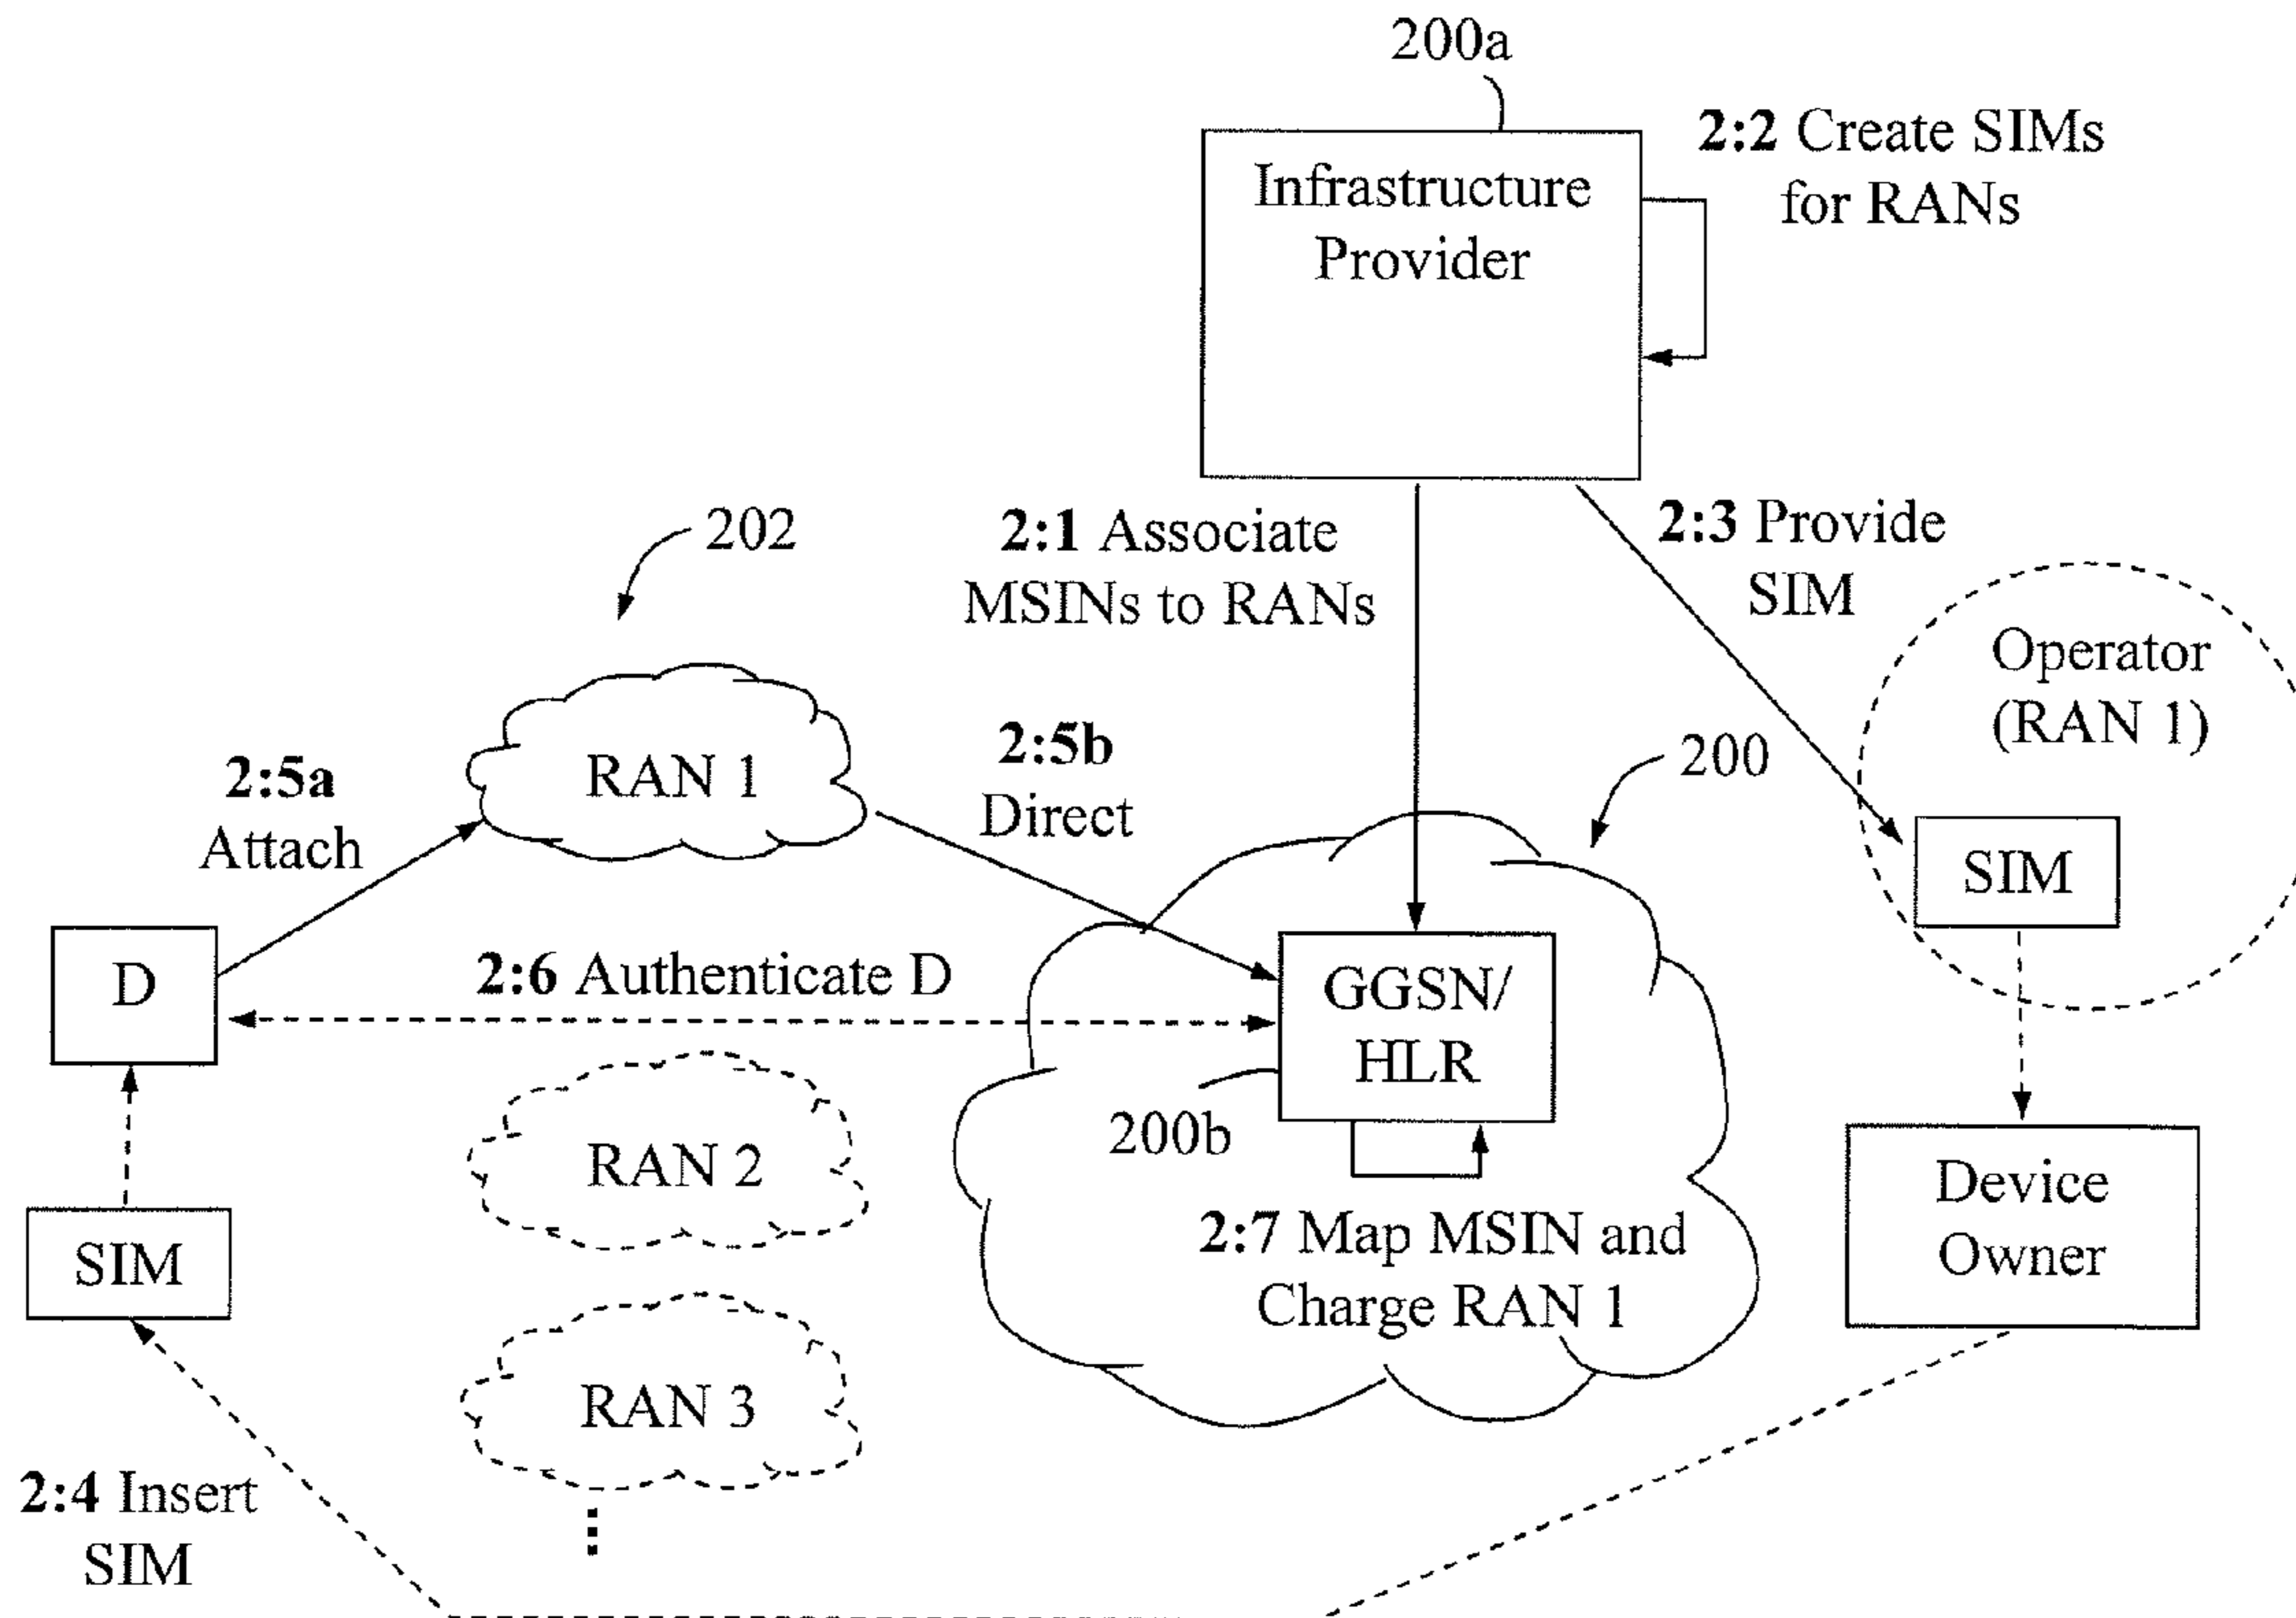 200a
Infrastructure
Provider
2:2 Create SIMs
for RANs
202
2:1 Associate
MSINs to RANs
2:3 Provide
SIM
Operator
(RAN 1)
RAN 1
2:5a
Attach
2:5b
Direct
200
SIM
D
2:6 Authenticate D
GGSN/
HLR
200b
RAN 2
2:7 Map MSIN and
Charge RAN 1
Device
Owner
SIM
RAN 3
2:4 Insert
SIM